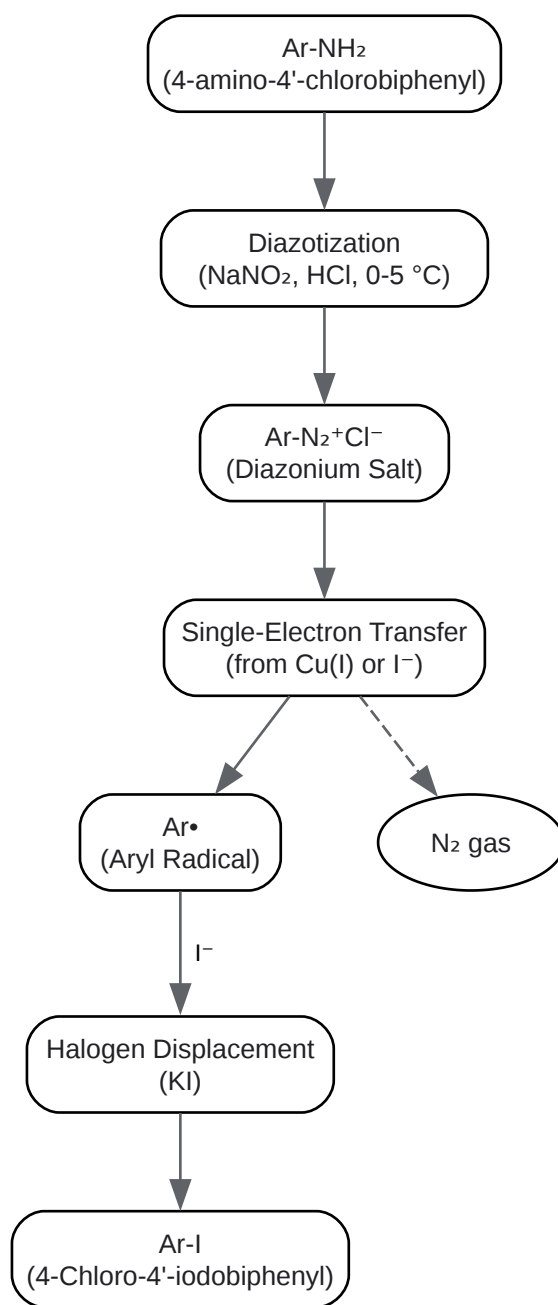 Ar-NH₂
(4-amino-4'-chlorobiphenyl)
Diazotization
(NaNO₂, HCl, 0-5 °C)
Ar-N₂⁺Cl⁻
(Diazonium Salt)
Single-Electron Transfer
(from Cu(I) or I⁻)
Ar•
(Aryl Radical)
N₂ gas
I⁻
Halogen Displacement
(KI)
Ar-I
(4-Chloro-4'-iodobiphenyl)